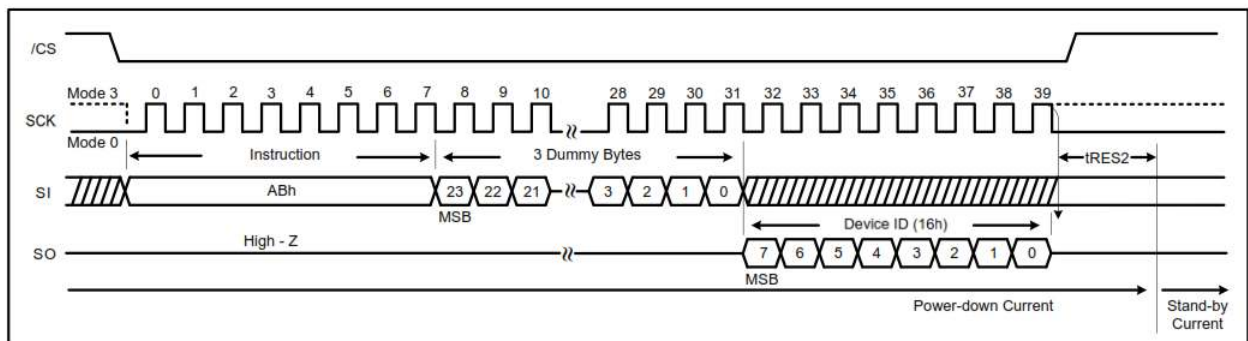 /CS
Mode 3 0 1 2 3 4 5 6 7 8 9 10 28 29 30 31 32 33 34 35 36 37 38 39
SCK
Mode 0
Instruction 3 Dummy Bytes tRES2
SI ABh 23 22 21 3 2 1 0
MSB
Device ID (16h)
High - Z
SO 7 6 5 4 3 2 1 0
MSB
Power-down Current Stand-by
Current